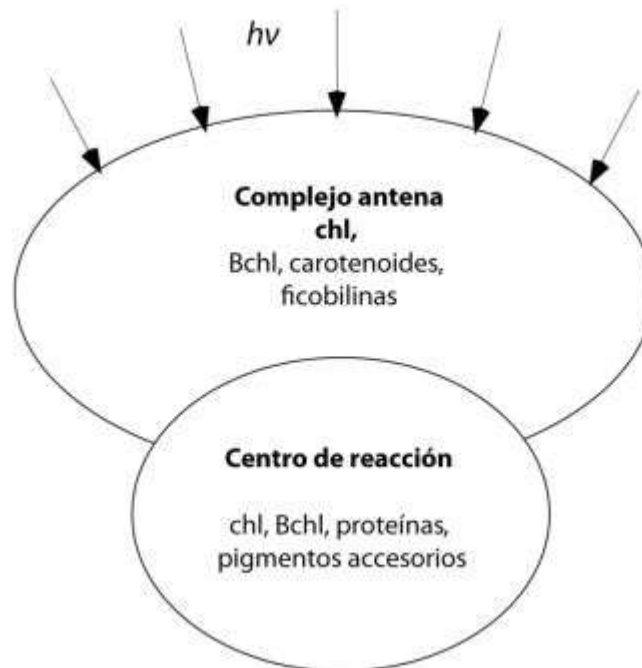 hν
Complejo antena
chl,
Bchl, carotenoides,
ficobilinas
Centro de reacción
chl, Bchl, proteínas,
pigmentos accesorios